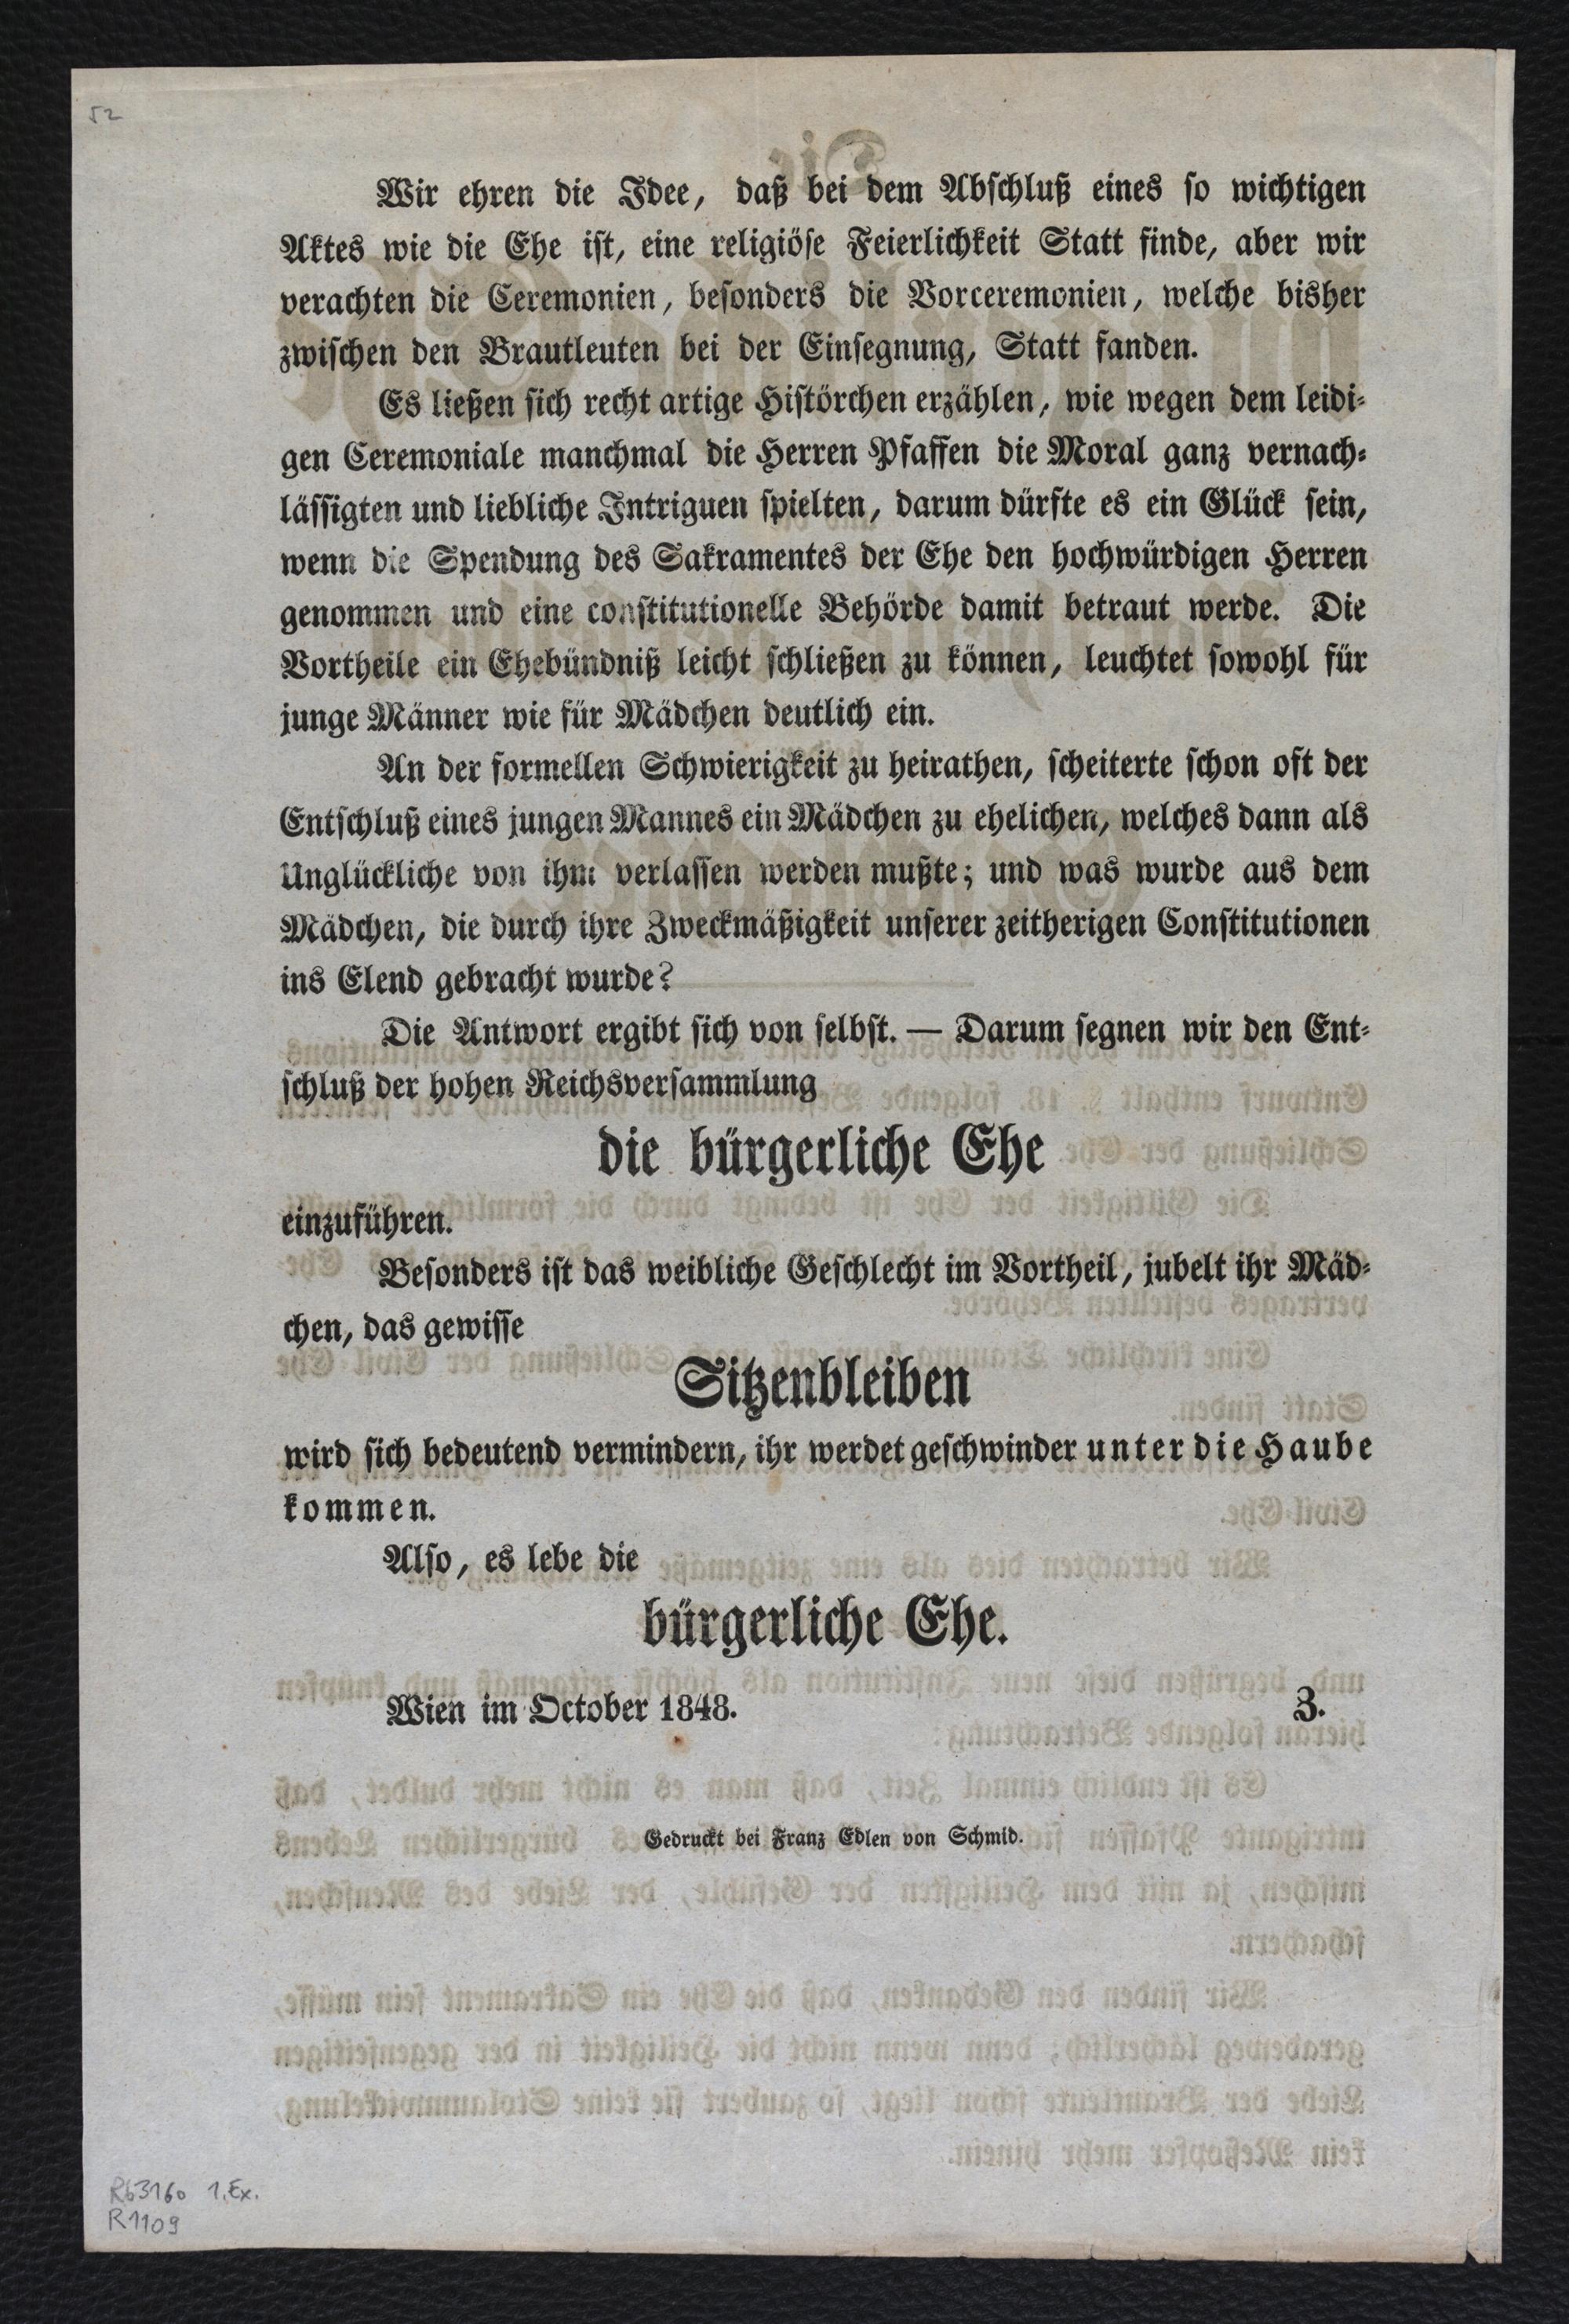 52
Wir ehren die Idee, daß bei dem Abschluß eines so wichtigen
Aktes wie die Ehe ist, eine religiöse Feierlichkeit Statt finde, aber wir
verachten die Ceremonien, besonders die Vorceremonien, welche bisher
zwischen den Brautleuten bei der Einsegnung, Statt fanden.
Es ließen sich recht artige Histörchen erzählen, wie wegen dem leidi-
gen Ceremoniale manchmal die Herren Pfaffen die Moral ganz vernach-
lässigten und liebliche Intriguen spielten, darum dürfte es ein Glück sein,
wenn die Spendung des Sakramentes der Ehe den hochwürdigen Herren
genommen und eine constitutionelle Behörde damit betraut werde. Die
Vortheile ein Ehebündniß leicht schließen zu können, leuchtet sowohl für
junge Männer wie für Mädchen deutlich ein.
An der formellen Schwierigkeit zu heirathen, scheiterte schon oft der
Entschluß eines jungen Mannes ein Mädchen zu ehelichen, welches dann als
Unglückliche von ihm verlassen werden mußte; und was wurde aus dem
Mädchen, die durch ihre Zweckmäßigkeit unserer zeitherigen Constitutionen
ins Elend gebracht wurde?
Die Antwort ergibt sich von selbst. — Darum segnen wir den Ent-
schluß der hohen Reichsversammlung
die bürgerliche Ehe
einzuführen.
Besonders ist das weibliche Geschlecht im Vortheil, jubelt ihr Mäd-
chen, das gewisse
Sitzenbleiben
wird sich bedeutend vermindern, ihr werdet geschwinder unter die Haube
kommen.
Also, es lebe die
bürgerliche Ehe.
Wien im October 1848. Z.
Gedruckt bei Franz Edlen von Schmid.
R63160 1.Ex.
R1109